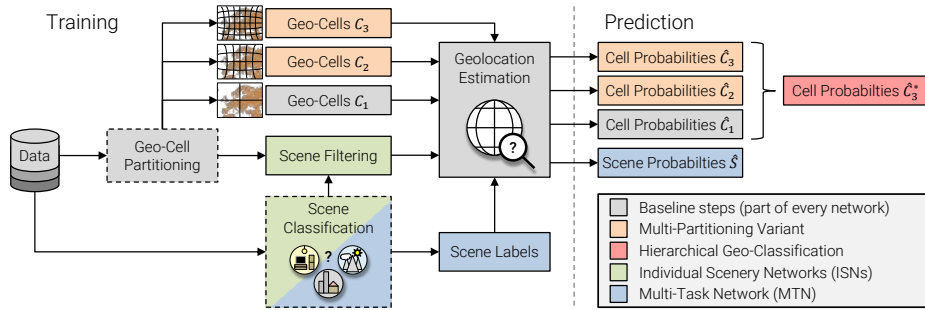 Training
Prediction
Geo-Cells C₃
Geo-Cells C₂
Geo-Cells C₁
Geolocation
Estimation
?
Cell Probabilities Ĉ₃
Cell Probabilities Ĉ₂
Cell Probabilities Ĉ₁
Cell Probabilties Ĉ₃*
Scene Probabilties Ŝ
Data
Geo-Cell
Partitioning
Scene Filtering
Scene
Classification
?
Scene Labels
Baseline steps (part of every network)
Multi-Partitioning Variant
Hierarchical Geo-Classification
Individual Scenery Networks (ISNs)
Multi-Task Network (MTN)